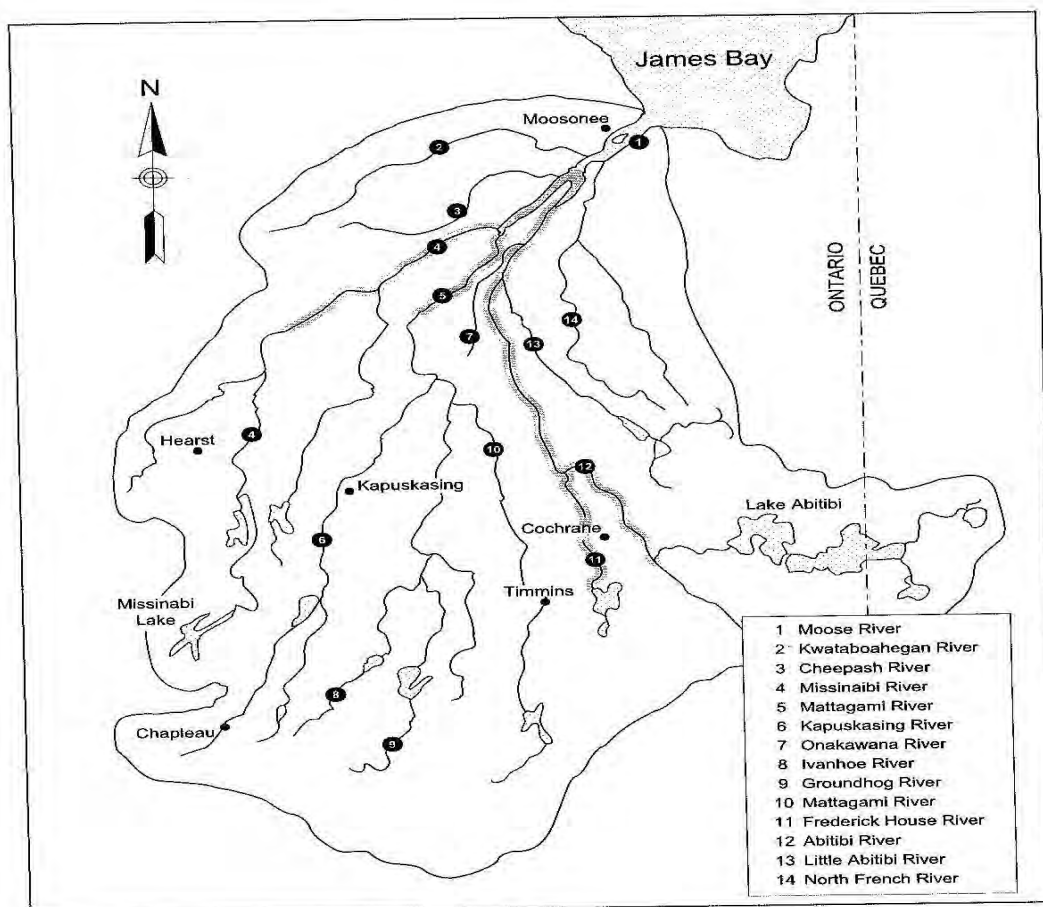 James Bay
N
Moosonee
1
2
3
4
5
ONTARIO
QUEBEC
14
7
13
Hearst
4
10
Kapuskasing
12
Lake Abitibi
Cochrane
6
11
Missinabi
Lake
Timmins
8
Chapleau
9
1 Moose River
2 Kwataboahegan River
3 Cheepash River
4 Missinaibi River
5 Mattagami River
6 Kapuskasing River
7 Onakawana River
8 Ivanhoe River
9 Groundhog River
10 Mattagami River
11 Frederick House River
12 Abitibi River
13 Little Abitibi River
14 North French River